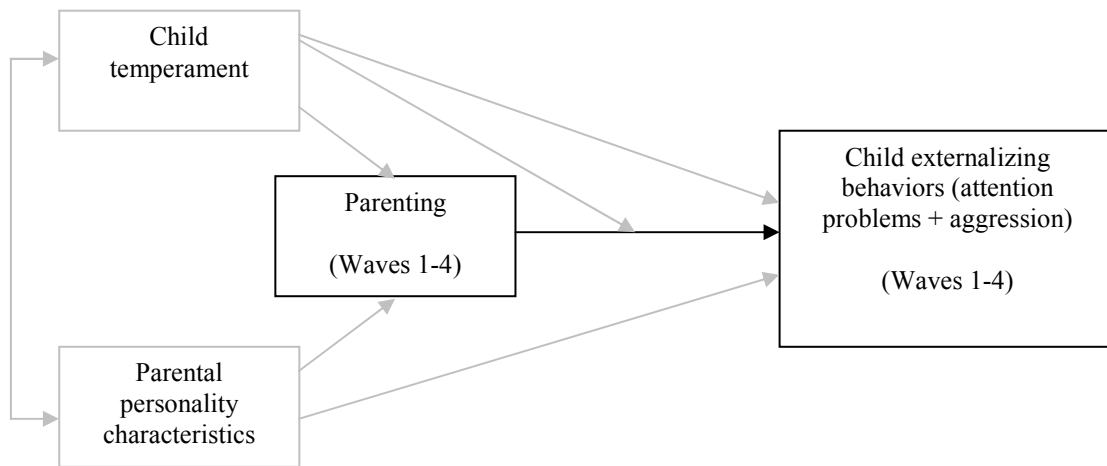 Child
temperament
Parenting
(Waves 1-4)
Child externalizing
behaviors (attention
problems + aggression)
(Waves 1-4)
Parental
personality
characteristics